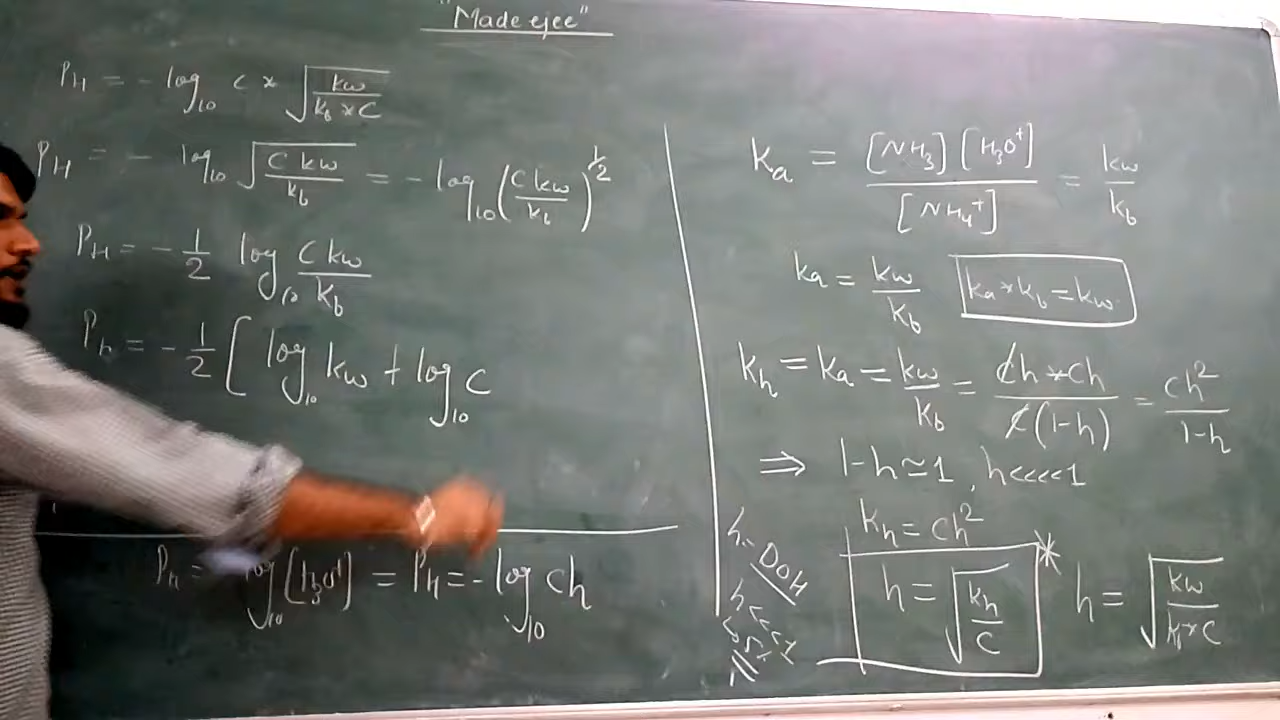 "Made ejee"
PH = - log₁₀ C * √(kw / kb * C)
PH = - log₁₀ √(C kw / kb) = - log₁₀ (C kw / kb)^1/2
PH = - 1/2 log₁₀ C kw / kb
Ph = - 1/2 [ log₁₀ kw + log₁₀ C
Ph = log₁₀ [H3O+] = Ph = - log₁₀ Ch
Ka = [NH3] [H3O+] / [NH4+] = kw / kb
ka = kw / kb ka * kb = kw
kh = ka = kw / kb = Ch * Ch / C(1-h) = Ch² / 1-h
⇒ 1-h ≃ 1, h<<<<1
kh = Ch²
h = √(kh / C) * h = √(kw / kb * C)
h → DOH